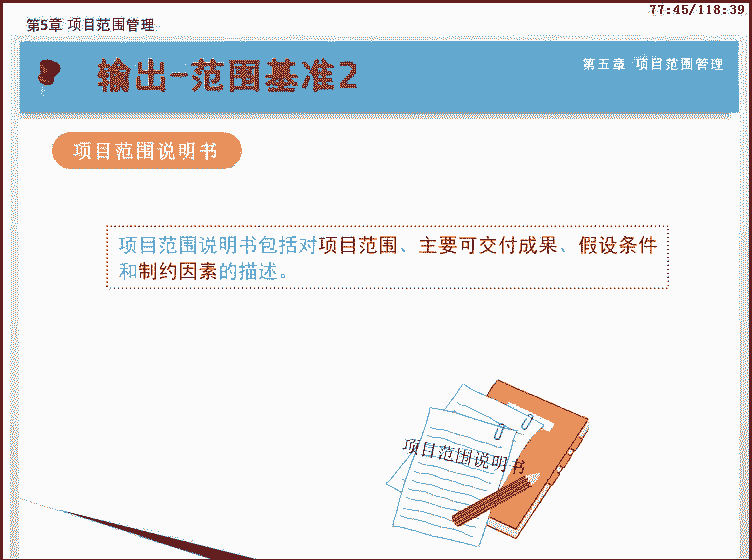 77:45/118:39
第5章 项目范围管理
输出-范围基准2
第五章 项目范围管理
项目范围说明书
项目范围说明书包括对项目范围、主要可交付成果、假设条件
和制约因素的描述。
项目范围说明书